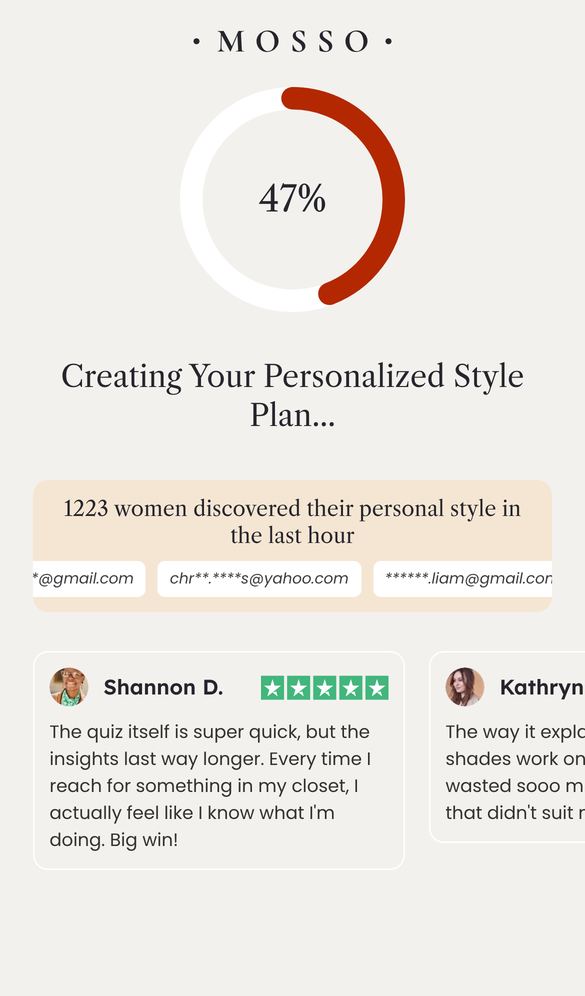 • MOSSO •
47%
Creating Your Personalized Style
Plan...
1223 women discovered their personal style in
the last hour
*@gmail.com
chr**.****s@yahoo.com
******.liam@gmail.com
Shannon D.
The quiz itself is super quick, but the
insights last way longer. Every time I
reach for something in my closet, I
actually feel like I know what I'm
doing. Big win!
Kathryn
The way it expl
shades work on
wasted sooo m
that didn't suit